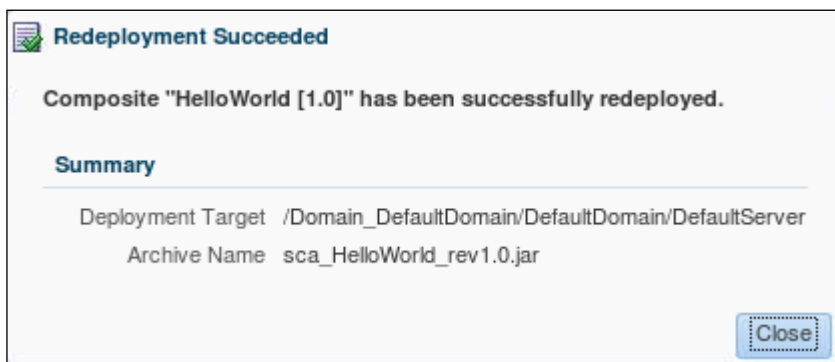 Redeployment Succeeded
Composite "HelloWorld [1.0]" has been successfully redeployed.
Summary
Deployment Target /Domain_DefaultDomain/DefaultDomain/DefaultServer
Archive Name sca_HelloWorld_rev1.0.jar
Close